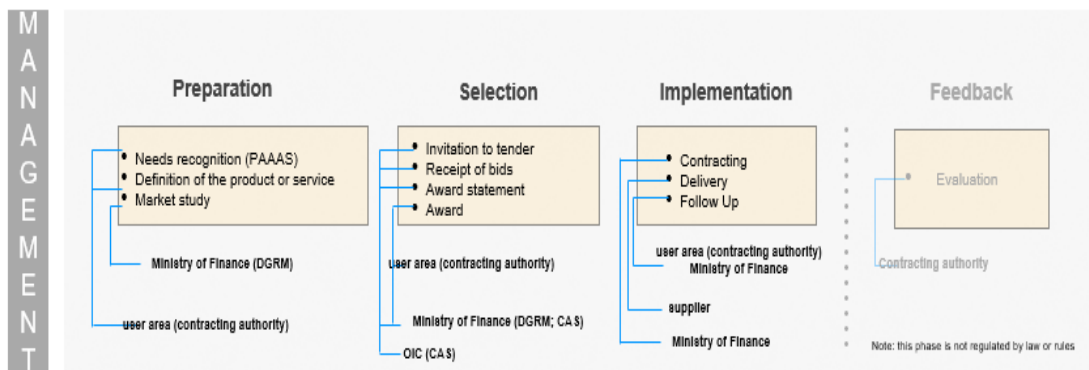 MANAGEMENT
Preparation
Needs recognition (PAAAS)
Definition of the product or service
Market study
Ministry of Finance (DGRM)
user area (contracting authority)
Selection
Invitation to tender
Receipt of bids
Award statement
Award
user area (contracting authority)
Ministry of Finance (DGRM; CAS)
OIC (CAS)
Implementation
Contracting
Delivery
Follow Up
user area (contracting authority)
Ministry of Finance
supplier
Ministry of Finance
Feedback
Evaluation
Contracting authority
Note: this phase is not regulated by law or rules